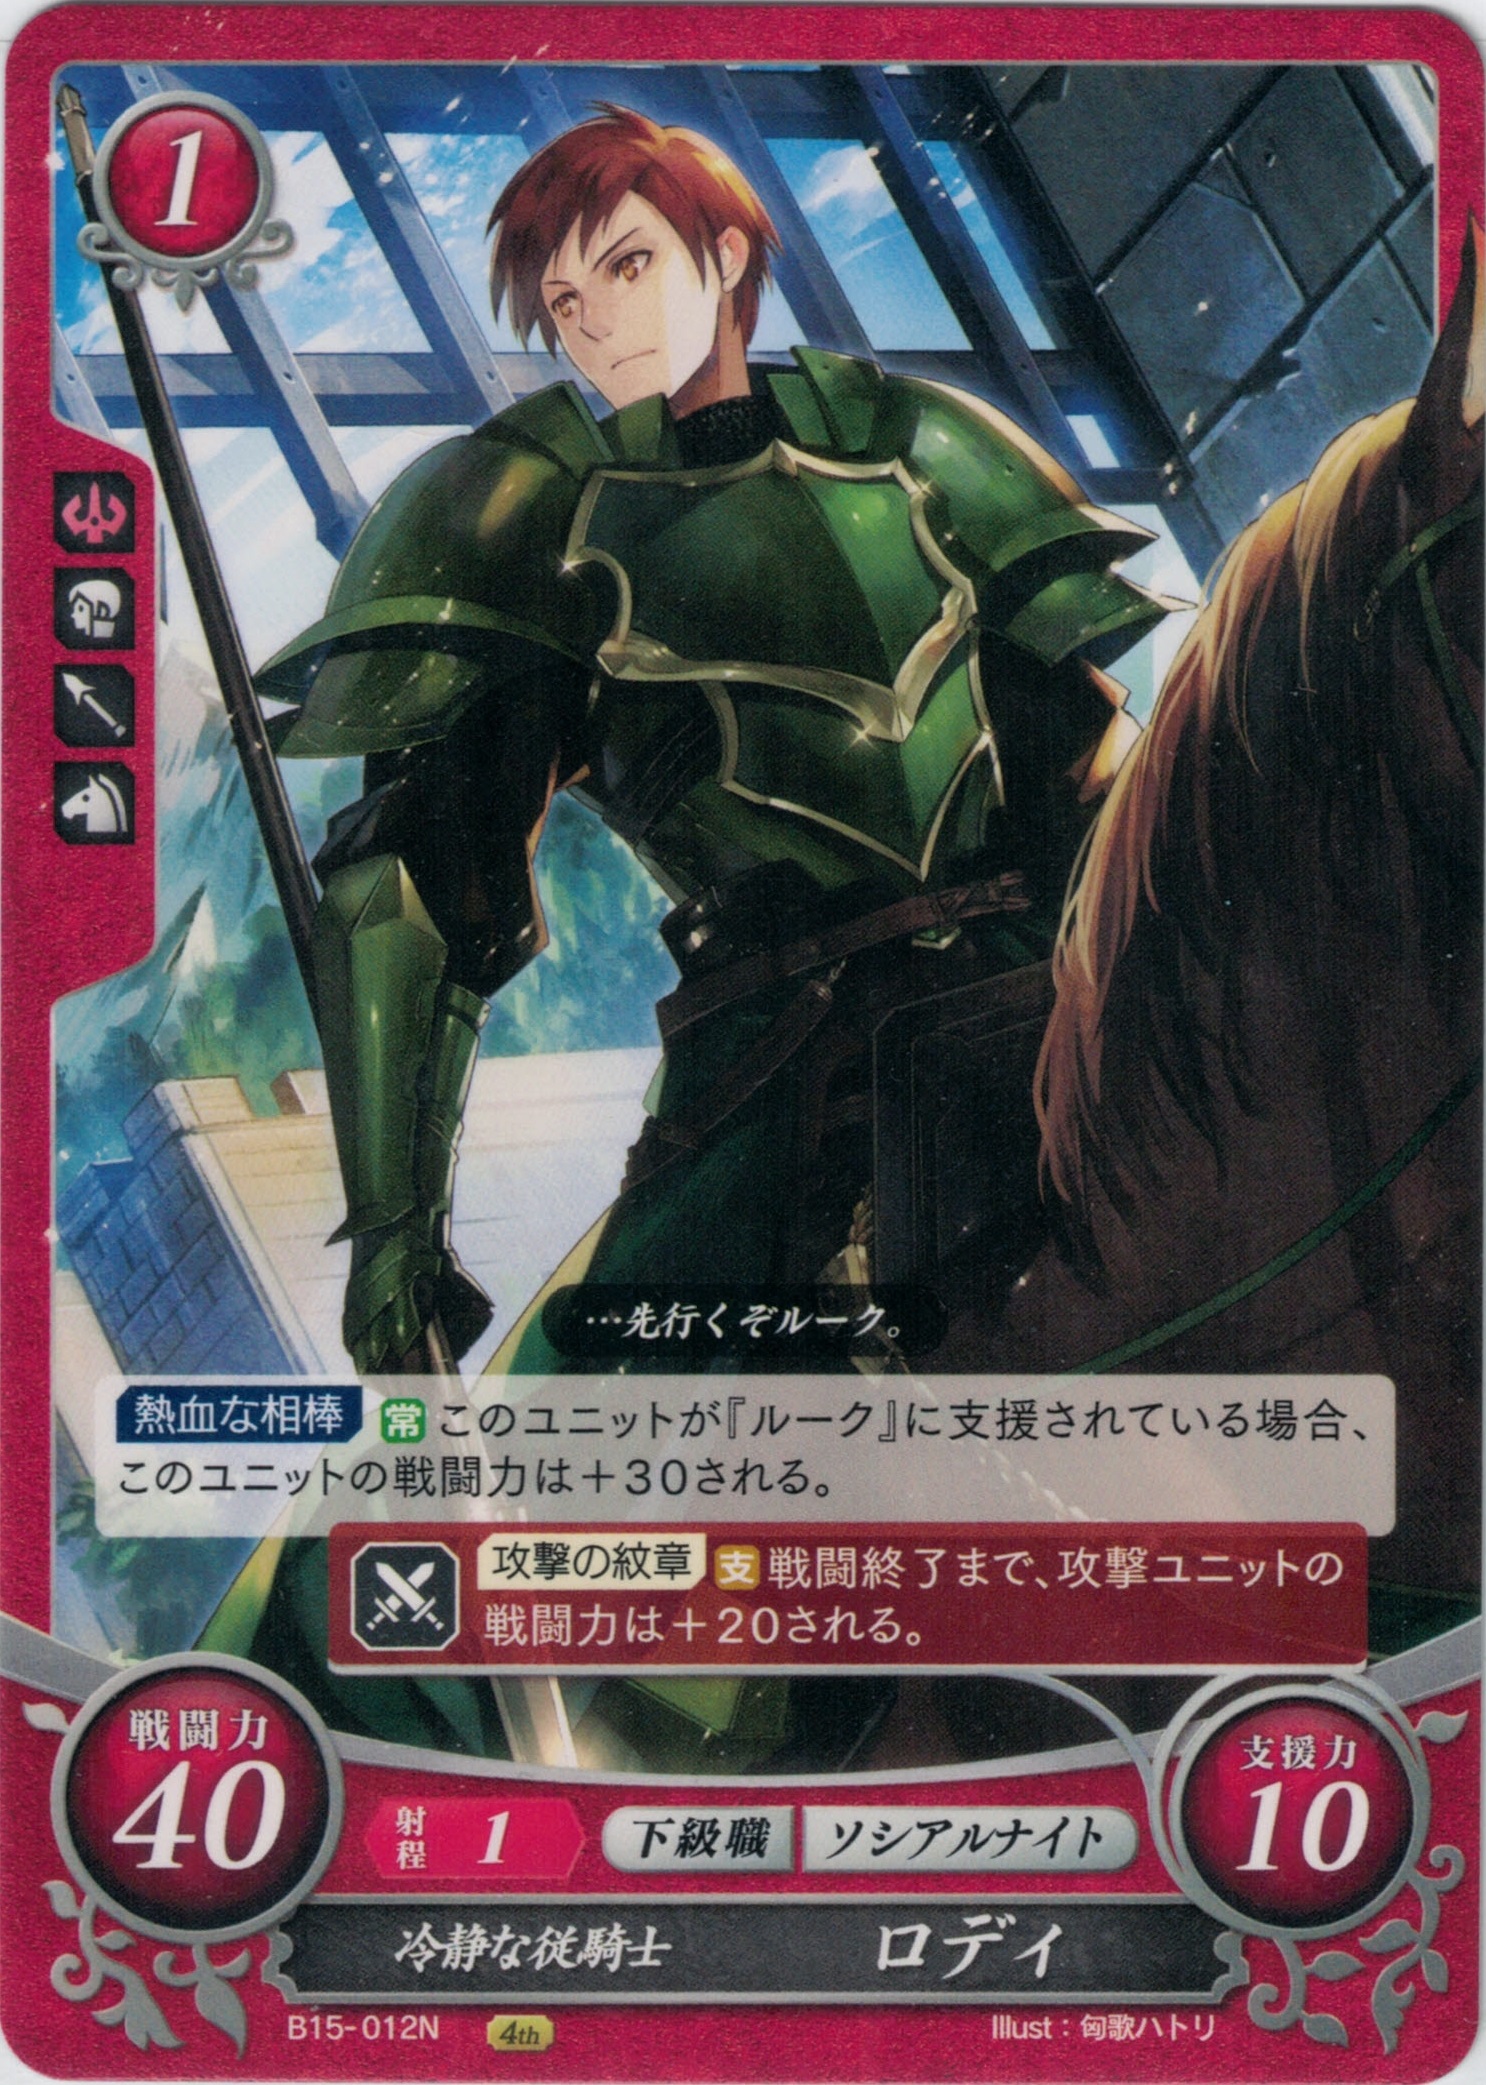 1
…先行くぞルーク。
熱血な相棒 常 このユニットが『ルーク』に支援されている場合、
このユニットの戦闘力は＋30される。
攻撃の紋章 支 戦闘終了まで、攻撃ユニットの
戦闘力は＋20される。
戦闘力
40
射程 1
下級職 ソシアルナイト
支援力
10
冷静な従騎士 ロディ
B15-012N 4th Illust：匈歌ハトリ